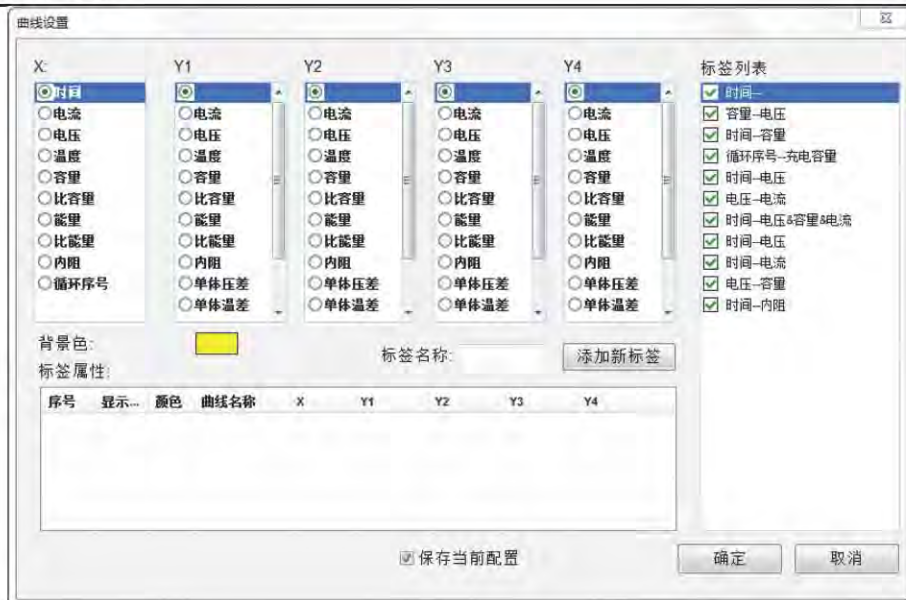 曲线设置
X: Y1 Y2 Y3 Y4 标签列表
时间 时间--
电流 电流 电流 电流 电流 容量--电压
电压 电压 电压 电压 电压 时间--容量
温度 温度 温度 温度 温度 循环序号--充电容量
容量 容量 容量 容量 容量 时间--电压
比容量 比容量 比容量 比容量 比容量 电压--电流
能量 能量 能量 能量 能量 时间--电压&容量&电流
比能量 比能量 比能量 比能量 比能量 时间--电压
内阻 内阻 内阻 内阻 内阻 时间--电流
循环序号 单体压差 单体压差 单体压差 单体压差 电压--容量
单体温差 单体温差 单体温差 单体温差 时间--内阻
背景色:
标签名称: 添加新标签
标签属性:
序号 显示... 颜色 曲线名称 X Y1 Y2 Y3 Y4
保存当前配置 确定 取消